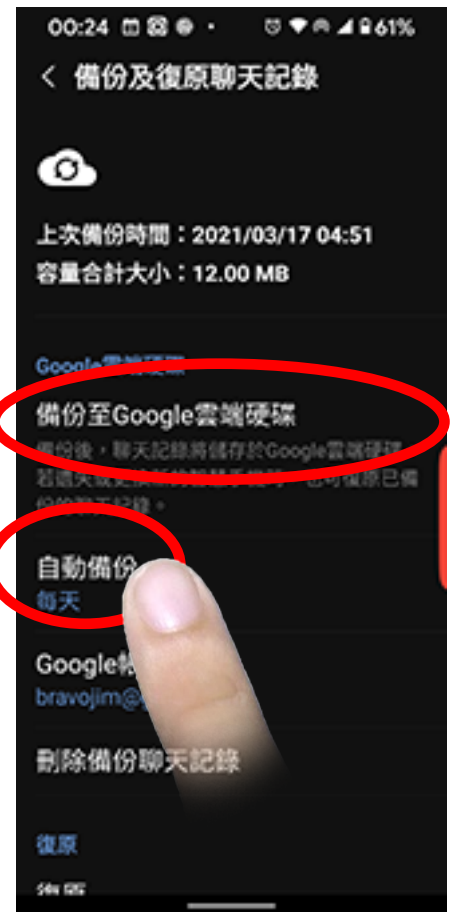 00:24
61%
備份及復原聊天記錄
上次備份時間：2021/03/17 04:51
容量合計大小：12.00 MB
Google雲端硬碟
備份至Google雲端硬碟
備份後，聊天記錄將儲存於Google雲端硬碟
自動備份
每天
Google帳
bravojim@
刪除備份聊天記錄
復原